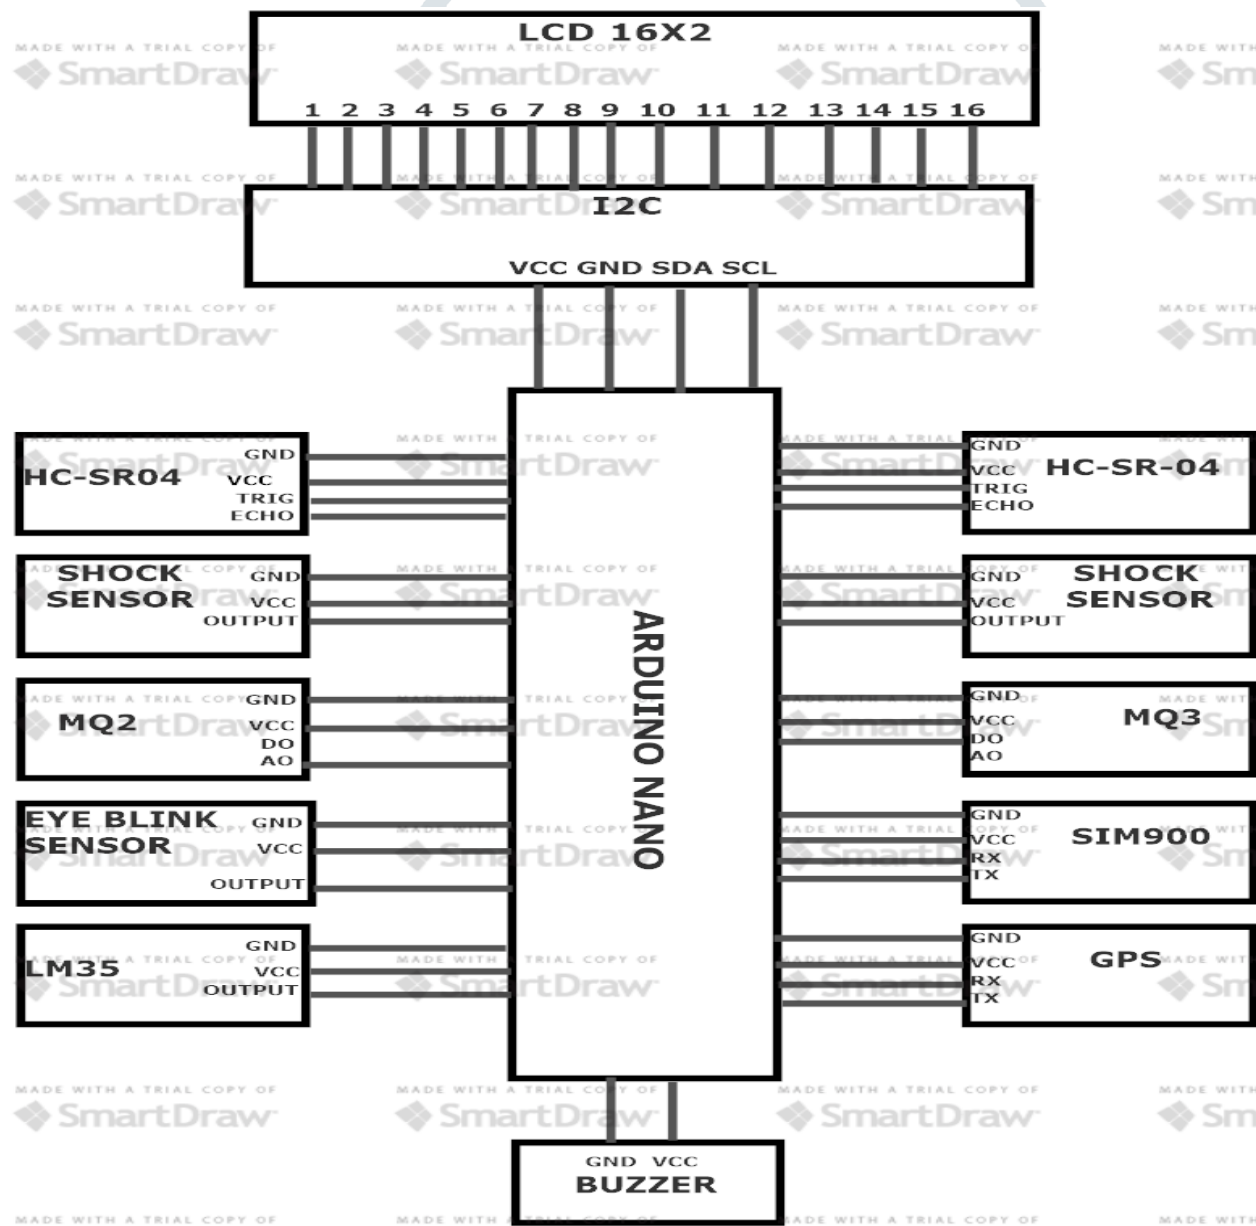 LCD 16X2
1 2 3 4 5 6 7 8 9 10 11 12 13 14 15 16
I2C
VCC GND SDA SCL
HC-SR04
GND
VCC
TRIG
ECHO
SHOCK
SENSOR
GND
VCC
OUTPUT
MQ2
GND
VCC
DO
AO
EYE BLINK
SENSOR
GND
VCC
OUTPUT
LM35
GND
VCC
OUTPUT
ARDUINO NANO
GND
VCC
TRIG
ECHO
HC-SR-04
GND
VCC
OUTPUT
SHOCK
SENSOR
GND
VCC
DO
AO
MQ3
GND
VCC
RX
TX
SIM900
GND
VCC
RX
TX
GPS
GND VCC
BUZZER
MADE WITH A TRIAL COPY OF
SmartDraw